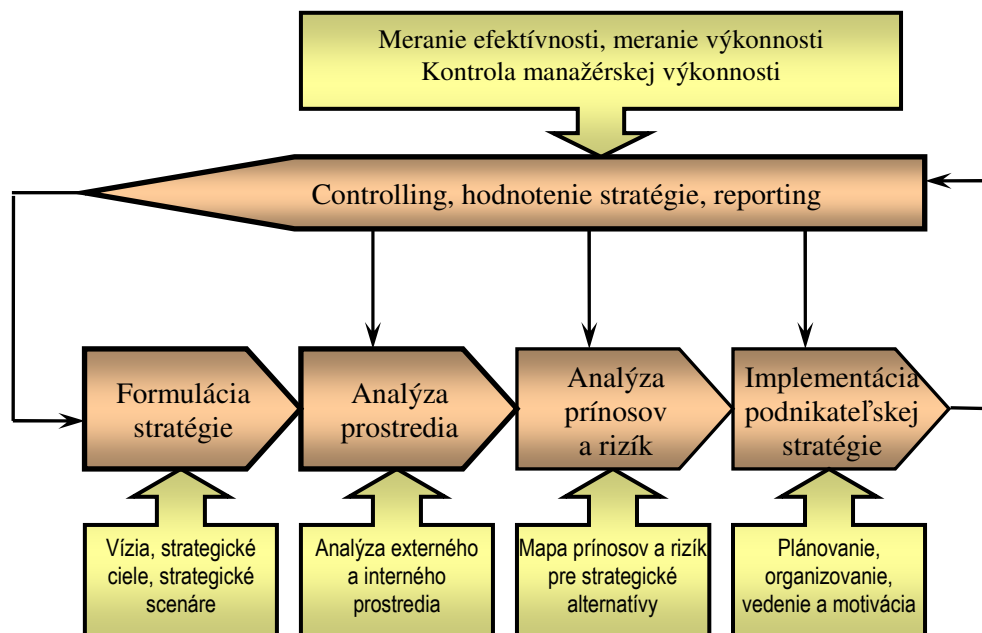 Meranie efektívnosti, meranie výkonnosti
Kontrola manažérskej výkonnosti
Controlling, hodnotenie stratégie, reporting
Formulácia
stratégie
Analýza
prostredia
Analýza
prínosov
a rizík
Implementácia
podnikateľskej
stratégie
Vízia, strategické
ciele, strategické
scenáre
Analýza externého
a interného
prostredia
Mapa prínosov a rizík
pre strategické
alternatívy
Plánovanie,
organizovanie,
vedenie a motivácia